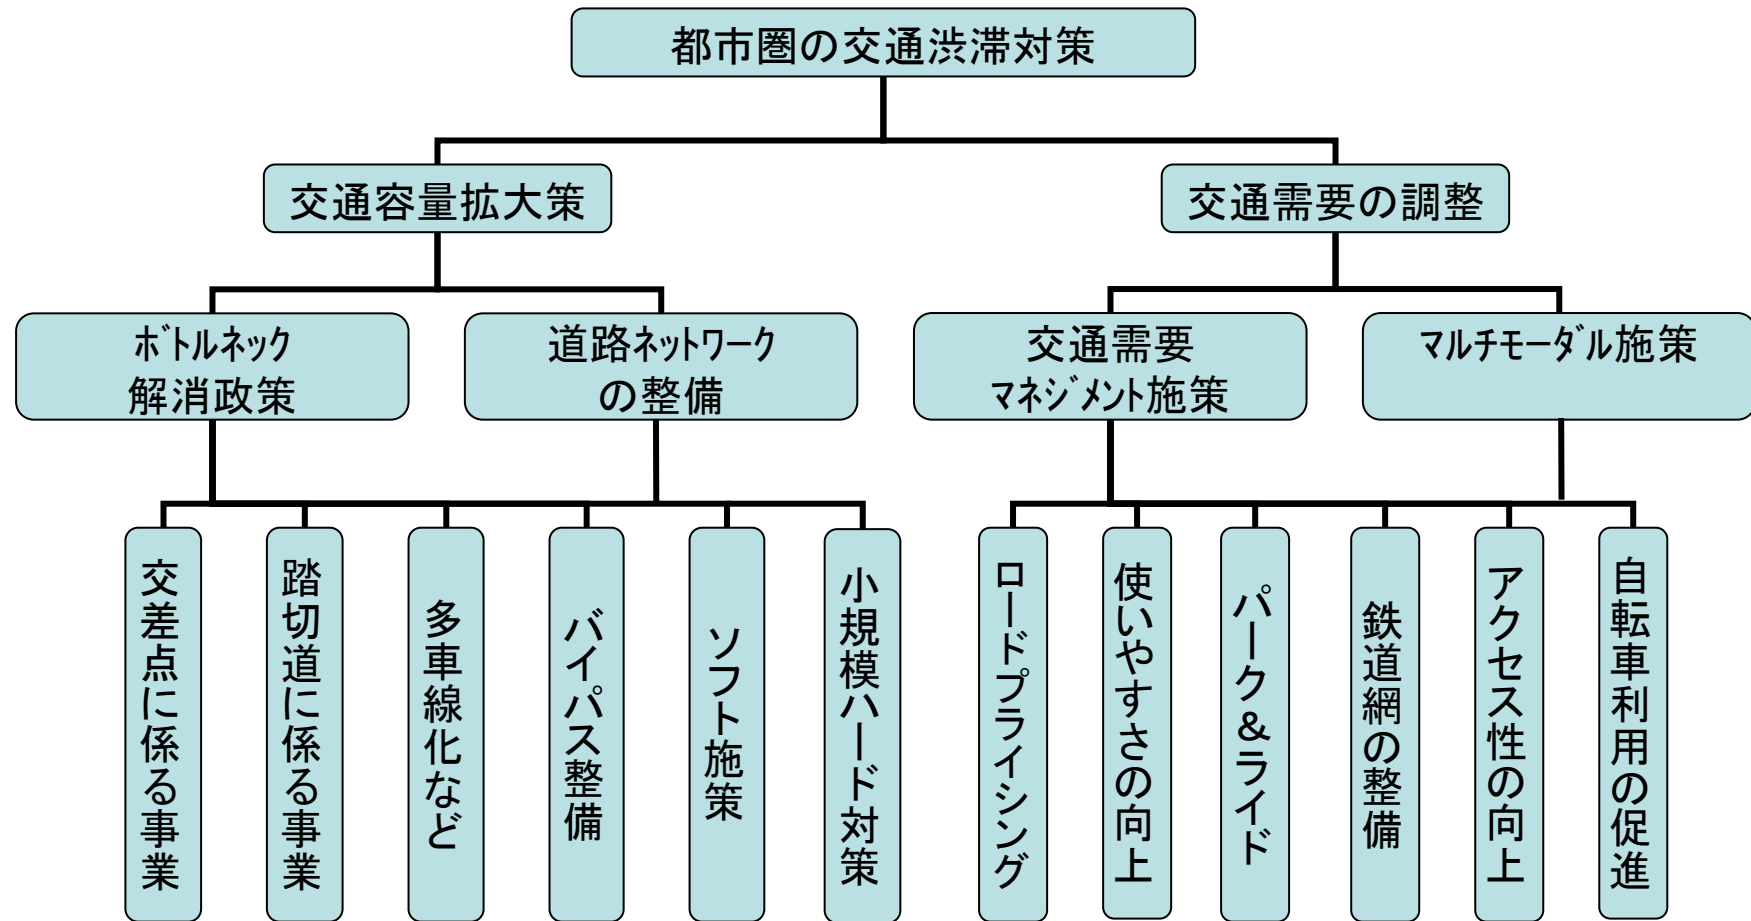 都市圏の交通渋滞対策
交通容量拡大策
交通需要の調整
ﾎﾞﾄﾙﾈｯｸ
解消政策
道路ﾈｯﾄﾜｰｸ
の整備
交通需要
ﾏﾈｼﾞﾒﾝﾄ施策
ﾏﾙﾁﾓｰﾀﾞﾙ施策
交差点に係る事業
踏切道に係る事業
多車線化など
バイパス整備
ソフト施策
小規模ハード対策
ロードプライシング
使いやすさの向上
パーク＆ライド
鉄道網の整備
アクセス性の向上
自転車利用の促進